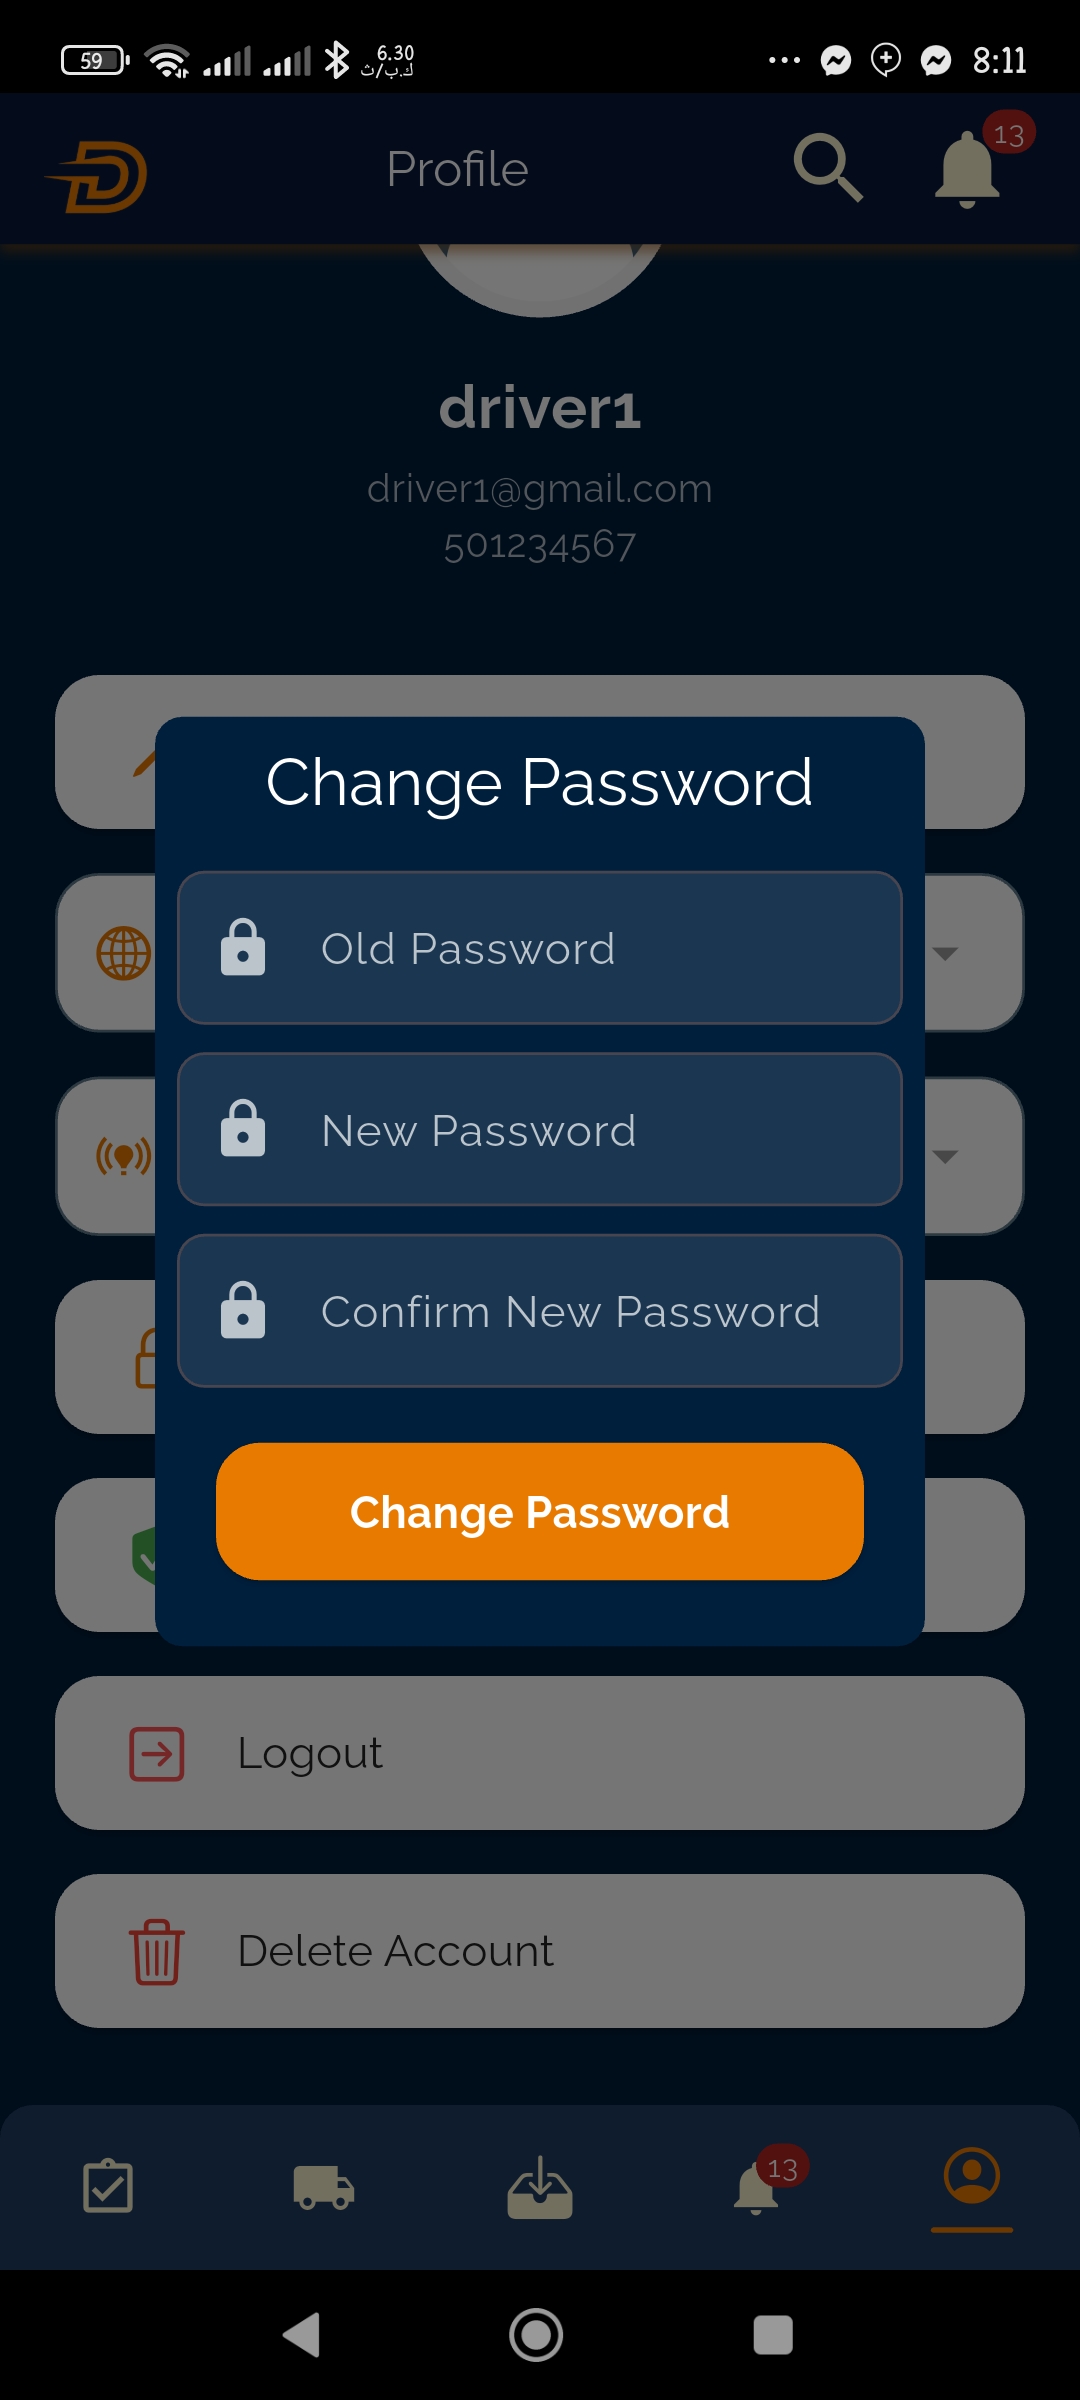 59
6.30
ك.ب/ث
8:11
Profile
13
driver1
driver1@gmail.com
501234567
Change Password
Old Password
New Password
Confirm New Password
Change Password
Logout
Delete Account
13